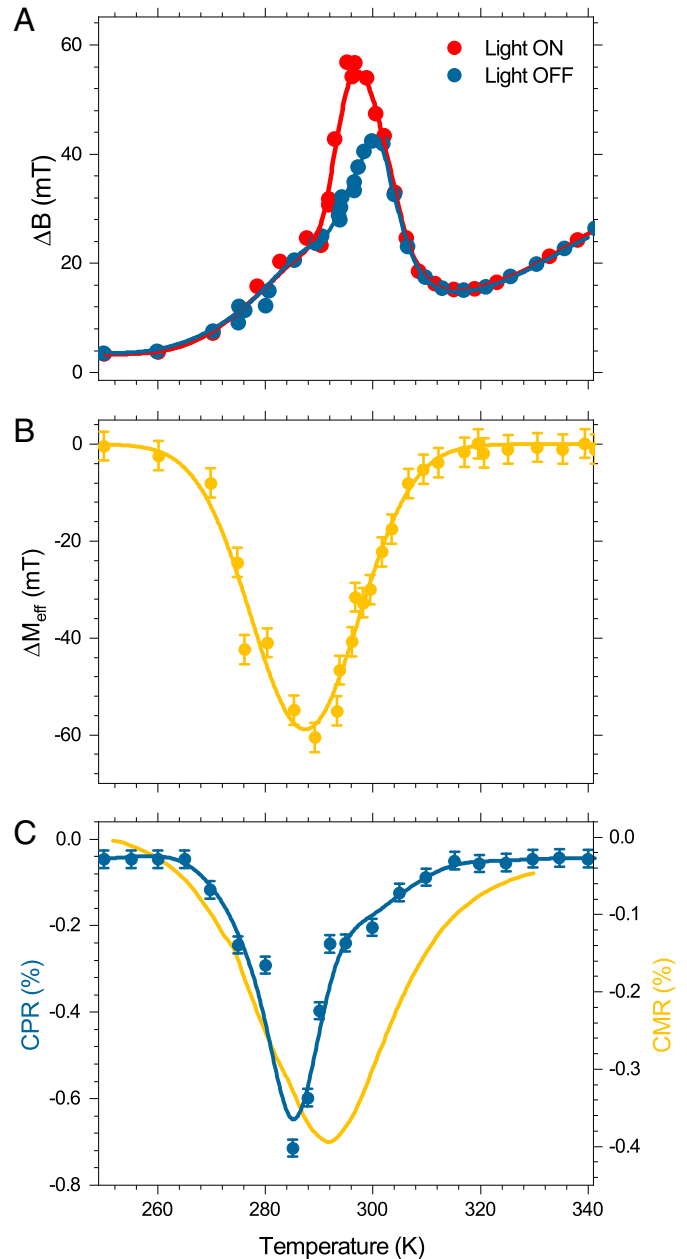 A
60
40
20
0
ΔB (mT)
Light ON
Light OFF
B
0
-20
-40
-60
ΔM_eff (mT)
C
0.0
-0.2
-0.4
-0.6
-0.8
CPR (%)
0.0
-0.1
-0.2
-0.3
-0.4
CMR (%)
260 280 300 320 340
Temperature (K)